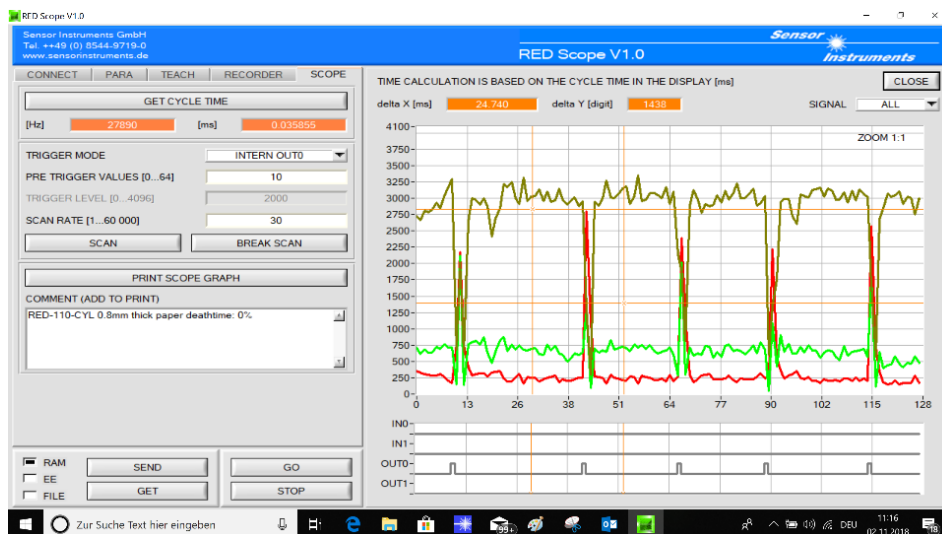 RED Scope V1.0
Sensor Instruments GmbH
Tel. ++49 (0) 8544-9719-0
www.sensorinstruments.de
RED Scope V1.0
Sensor
Instruments
CONNECT PARA TEACH RECORDER SCOPE
TIME CALCULATION IS BASED ON THE CYCLE TIME IN THE DISPLAY [ms]
CLOSE
GET CYCLE TIME
[Hz] 27890 [ms] 0.035855
delta X [ms] 24.740 delta Y [digit] 1438 SIGNAL ALL
TRIGGER MODE INTERN OUT0
PRE TRIGGER VALUES [0...64] 10
TRIGGER LEVEL [0...4096] 2000
SCAN RATE [1...60 000] 30
SCAN BREAK SCAN
PRINT SCOPE GRAPH
COMMENT (ADD TO PRINT)
RED-110-CYL 0.8mm thick paper deathtime: 0%
ZOOM 1:1
4100
3750
3500
3250
3000
2750
2500
2250
2000
1750
1500
1250
1000
750
500
250
0
0 13 26 38 51 64 77 90 102 115 128
IN0
IN1
OUT0
OUT1
RAM
EE
FILE
SEND GO
GET STOP
Zur Suche Text hier eingeben
99+
DEU
11:16
02.11.2018
18